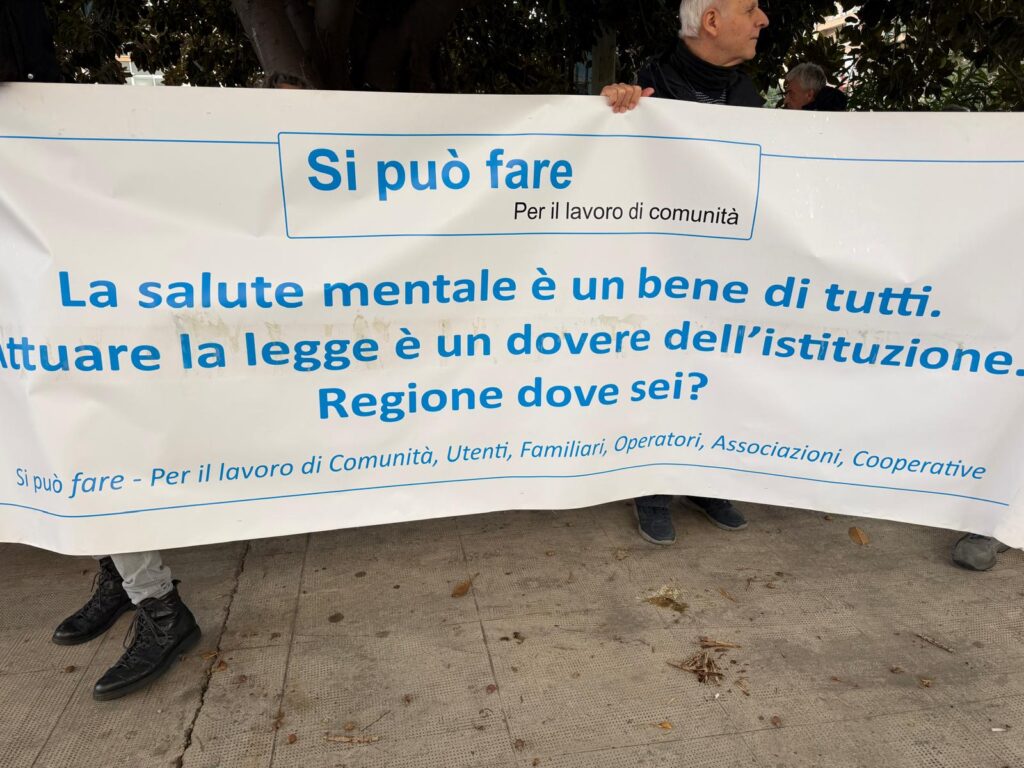 Si può fare
Per il lavoro di comunità
La salute mentale è un bene di tutti.
Attuare la legge è un dovere dell'istituzione.
Regione dove sei?
Si può fare - Per il lavoro di Comunità, Utenti, Familiari, Operatori, Associazioni, Cooperative